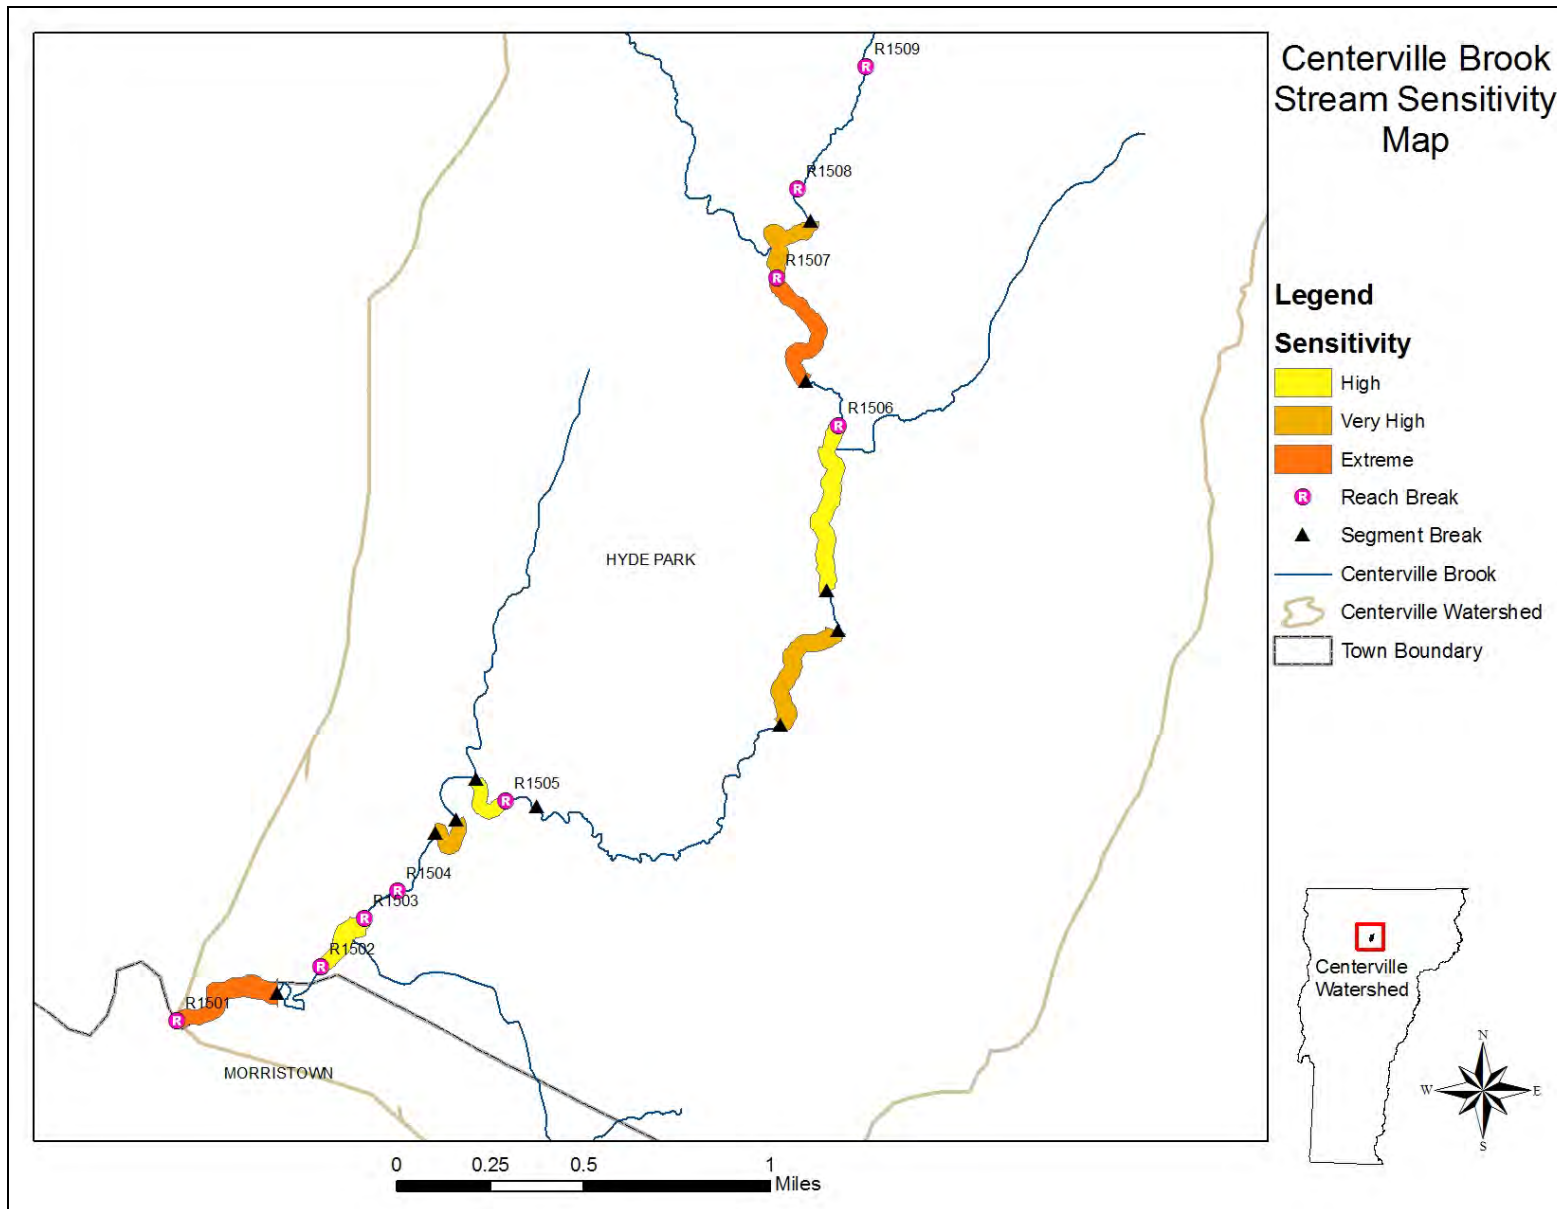 Centerville Brook
Stream Sensitivity
Map
R1509
R1508
R1507
R1506
HYDE PARK
R1505
R1504
R1503
R1502
R1501
MORRISTOWN
R
R
R
R
R
R
R
R
R
Legend
Sensitivity
High
Very High
Extreme
R
Reach Break
Segment Break
Centerville Brook
Centerville Watershed
Town Boundary
Centerville
Watershed
N
W
E
S
0 0.25 0.5 1
Miles